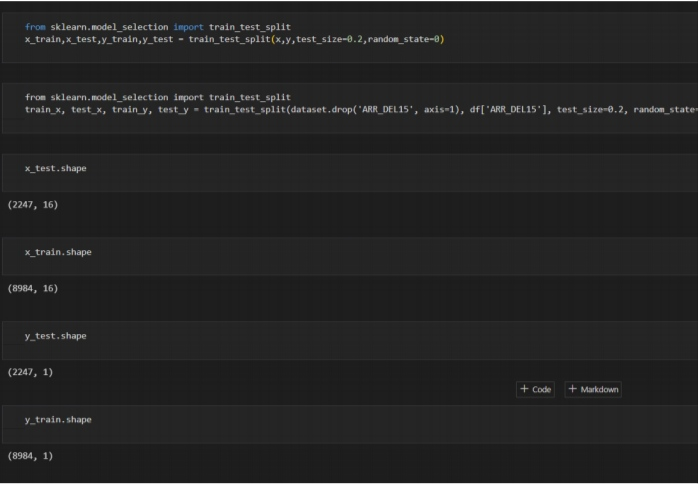 from sklearn.model_selection import train_test_split
x_train,x_test,y_train,y_test = train_test_split(x,y,test_size=0.2,random_state=0)
from sklearn.model_selection import train_test_split
train_x, test_x, train_y, test_y = train_test_split(dataset.drop('ARR_DEL15', axis=1), df['ARR_DEL15'], test_size=0.2, random_state=
x_test.shape
(2247, 16)
x_train.shape
(8984, 16)
y_test.shape
(2247, 1)
+ Code + Markdown
y_train.shape
(8984, 1)